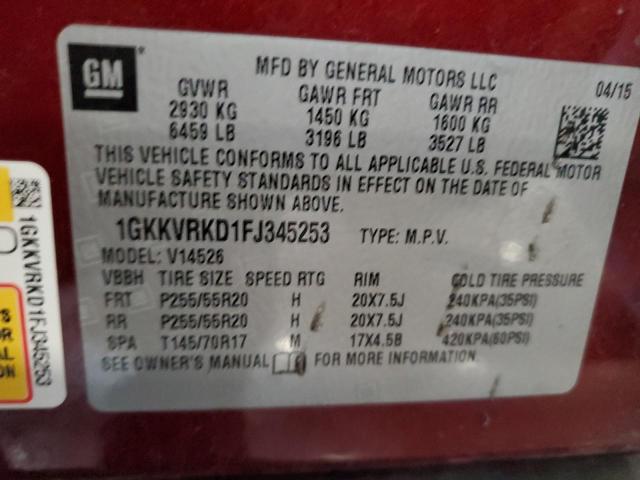 GM
MFD BY GENERAL MOTORS LLC
04/15
GVWR GAWR FRT GAWR RR
2930 KG 1450 KG 1600 KG
6459 LB 3196 LB 3527 LB
THIS VEHICLE CONFORMS TO ALL APPLICABLE U.S. FEDERAL MOTOR
VEHICLE SAFETY STANDARDS IN EFFECT ON THE DATE OF
MANUFACTURE SHOWN ABOVE.
1GKKVRKD1FJ345253 TYPE: M.P.V.
MODEL: V14526
VBBH TIRE SIZE SPEED RTG RIM COLD TIRE PRESSURE
FRT P255/55R20 H 20X7.5J 240KPA(35PSI)
RR P255/55R20 H 20X7.5J 240KPA(35PSI)
SPA T145/70R17 M 17X4.5B 420KPA(60PSI)
SEE OWNER'S MANUAL FOR MORE INFORMATION.
1GKKVRKD1FJ345253